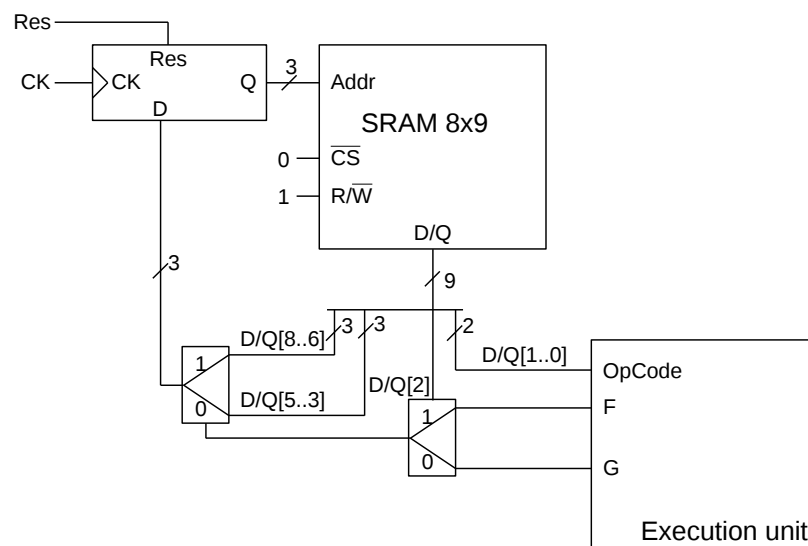 Res
Res
CK
CK
Q
D
3
Addr
SRAM 8x9
0
C̅S̅
1
R/W̅
D/Q
9
3
3
3
2
D/Q[8..6]
D/Q[1..0]
1
D/Q[2]
OpCode
D/Q[5..3]
0
1
F
0
G
Execution unit